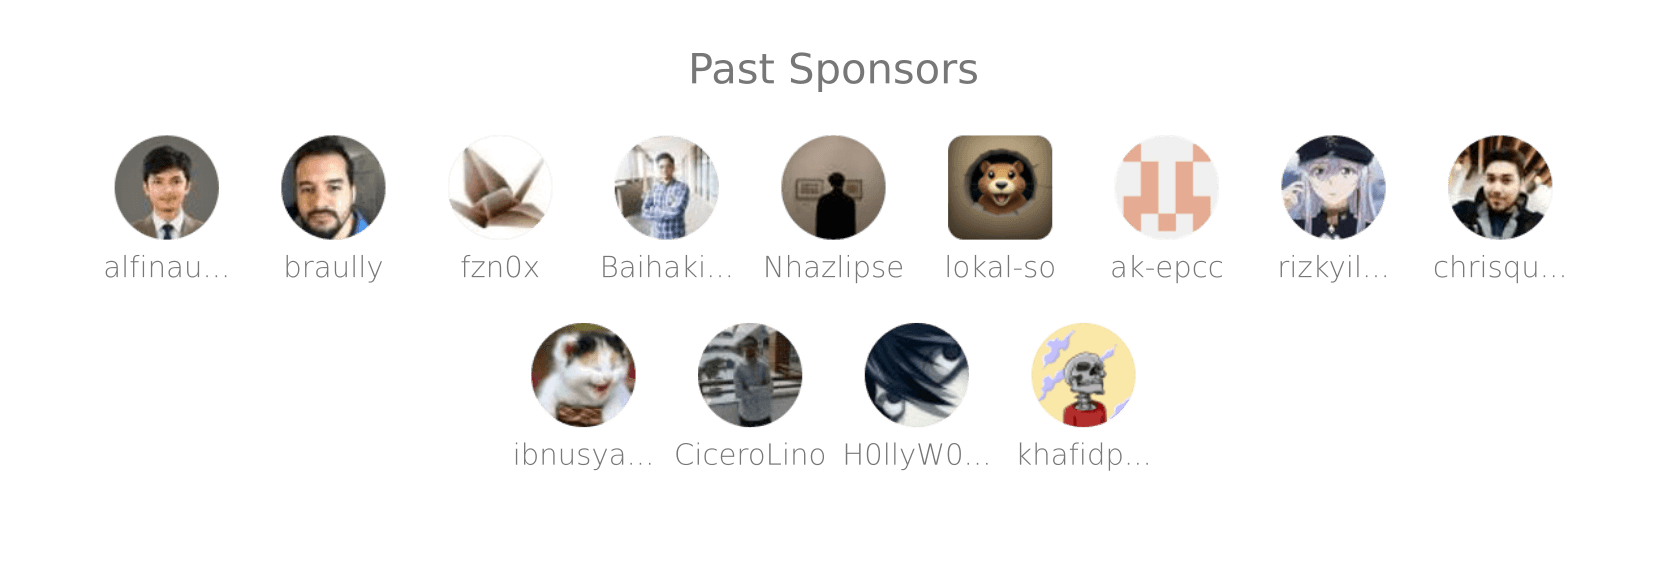 Past Sponsors
alfinau... braully fzn0x Baihaki... Nhazlipse lokal-so ak-epcc rizkyil... chrisqu...
ibnusya... CiceroLino H0llyW0... khafidp...